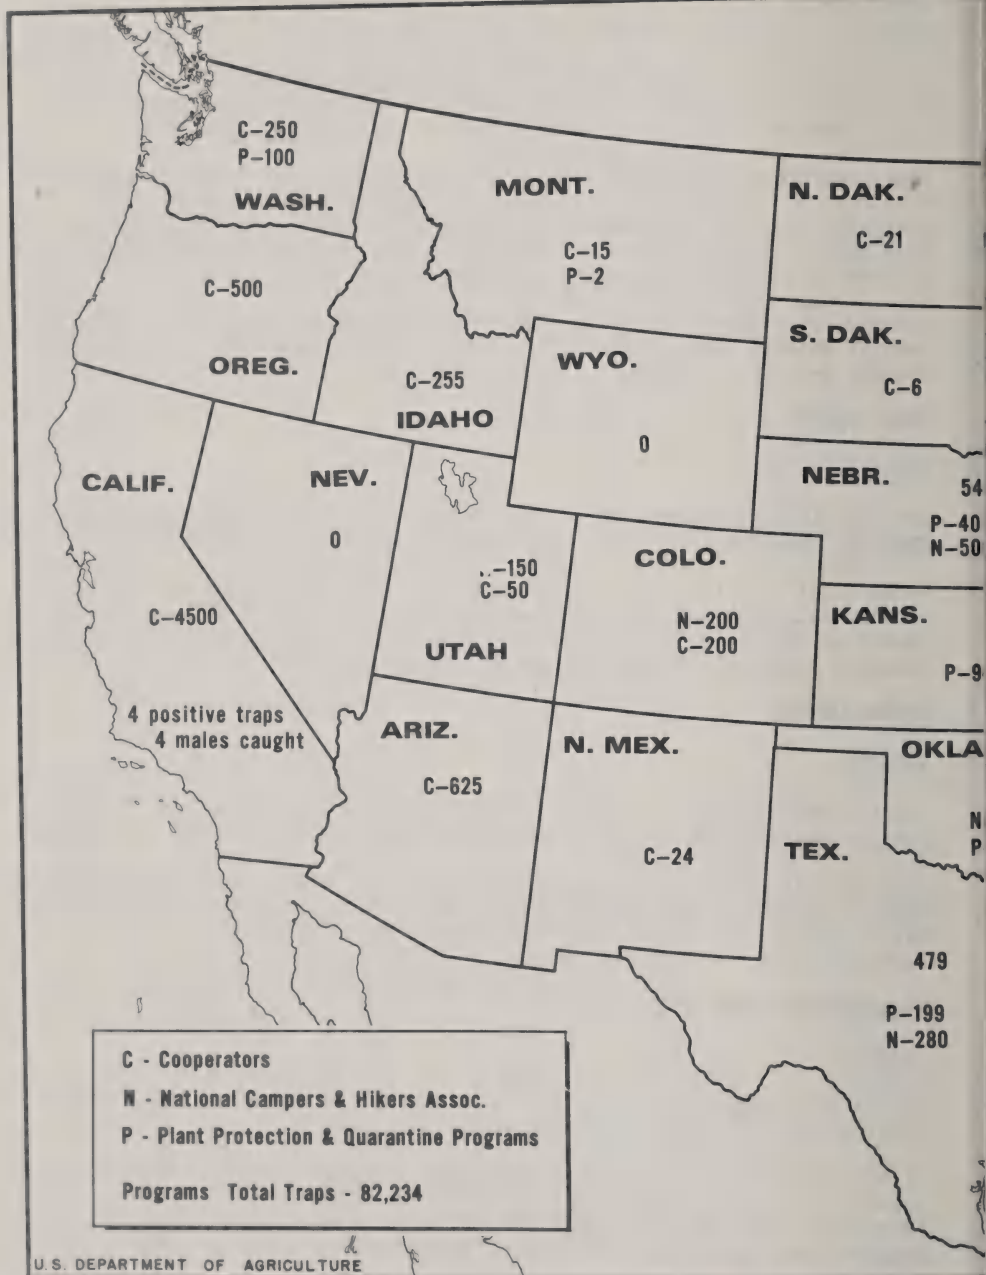 C-250
P-100
WASH.
MONT.
C-15
P-2
N. DAK.
C-21
C-500
OREG.
C-255
IDAHO
WYO.
0
S. DAK.
C-6
CALIF.
NEV.
0
NEBR.
54
P-40
N-50
-150
C-50
UTAH
COLO.
N-200
C-200
KANS.
P-9
C-4500
4 positive traps
4 males caught
ARIZ.
C-625
N. MEX.
C-24
OKLA
N
P
TEX.
479
P-199
N-280
C - Cooperators
N - National Campers & Hikers Assoc.
P - Plant Protection & Quarantine Programs
Programs Total Traps - 82,234
U.S. DEPARTMENT OF AGRICULTURE